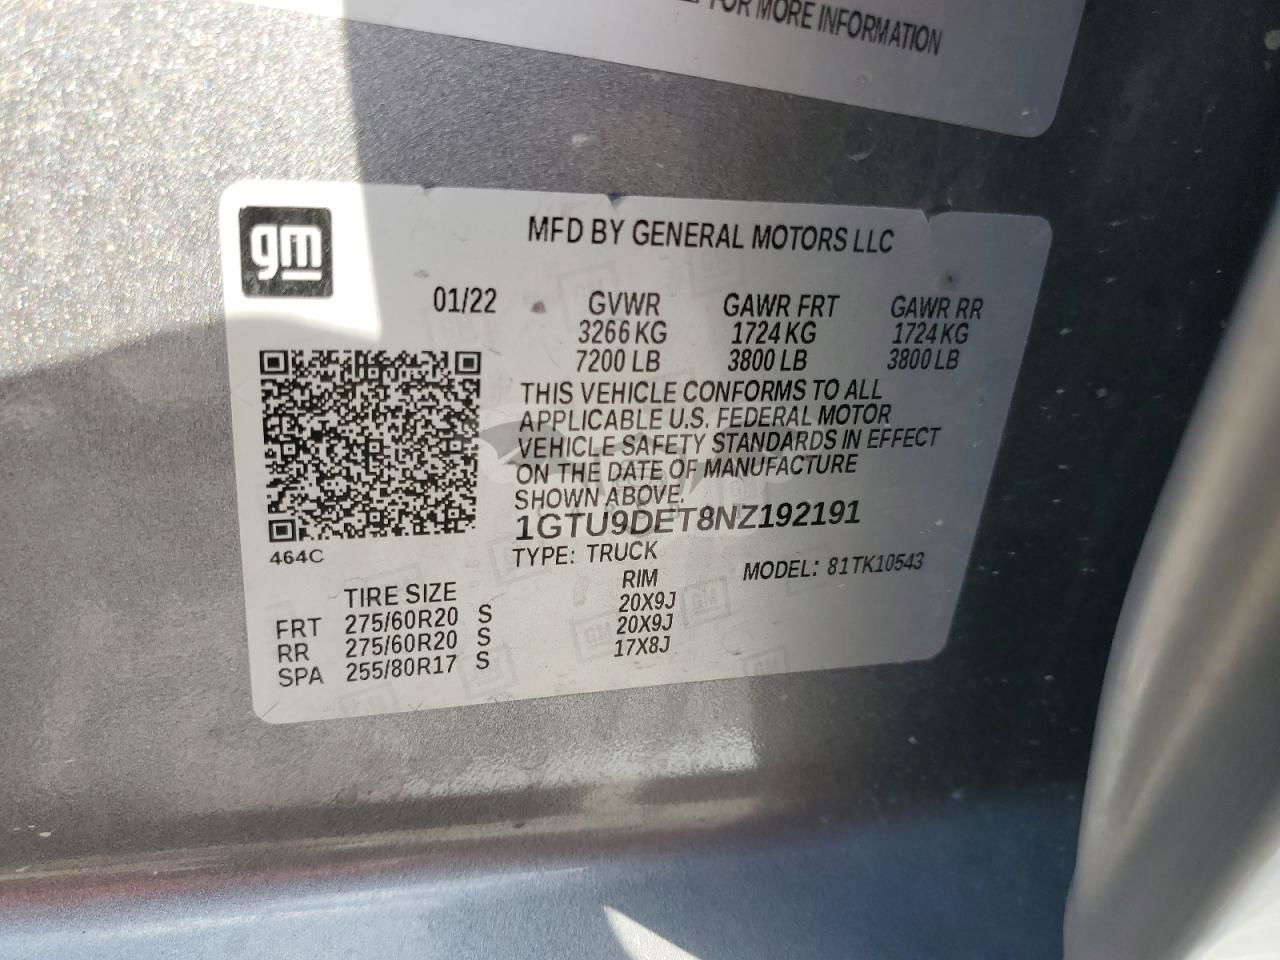 FOR MORE INFORMATION
gm
MFD BY GENERAL MOTORS LLC
01/22 GVWR GAWR FRT GAWR RR
3266 KG 1724 KG 1724 KG
7200 LB 3800 LB 3800 LB
THIS VEHICLE CONFORMS TO ALL
APPLICABLE U.S. FEDERAL MOTOR
VEHICLE SAFETY STANDARDS IN EFFECT
ON THE DATE OF MANUFACTURE
SHOWN ABOVE.
1GTU9DET8NZ192191
464C
TYPE: TRUCK MODEL: 81TK10543
TIRE SIZE RIM
FRT 275/60R20 S 20X9J
RR 275/60R20 S 20X9J
SPA 255/80R17 S 17X8J